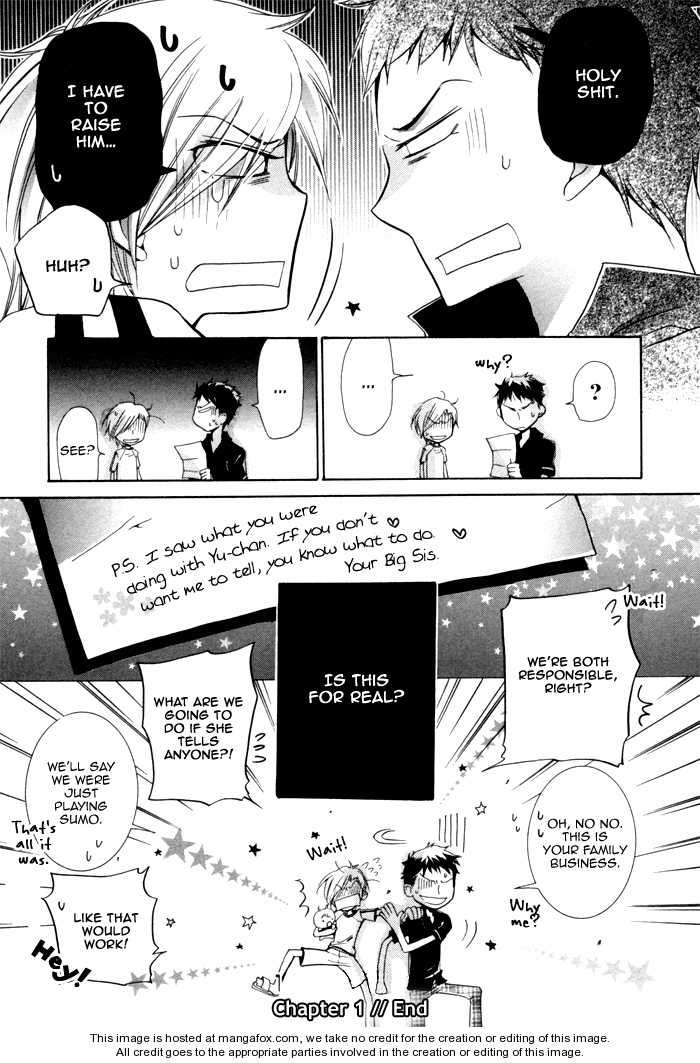 HOLY
SHIT.
I HAVE
TO
RAISE
HIM...
HUH?
?
why?
...
...
SEE?
P.S. I saw what you were
doing with Yu-chan. If you don't
want me to tell, you know what to do.
Your Big Sis.
Wait!
WE'RE BOTH
RESPONSIBLE,
RIGHT?
IS THIS
FOR REAL?
WHAT ARE WE
GOING TO
DO IF SHE
TELLS
ANYONE?!
WE'LL SAY
WE WERE
JUST
PLAYING
SUMO.
That's
all it
was.
OH, NO NO.
THIS IS
YOUR FAMILY
BUSINESS.
Why
me?
Wait!
LIKE THAT
WOULD
WORK!
Hey!
Chapter 1 // End
This image is hosted at mangafox.com, we take no credit for the creation or editing of this image.
All credit goes to the appropriate parties involved in the creation or editing of this image.